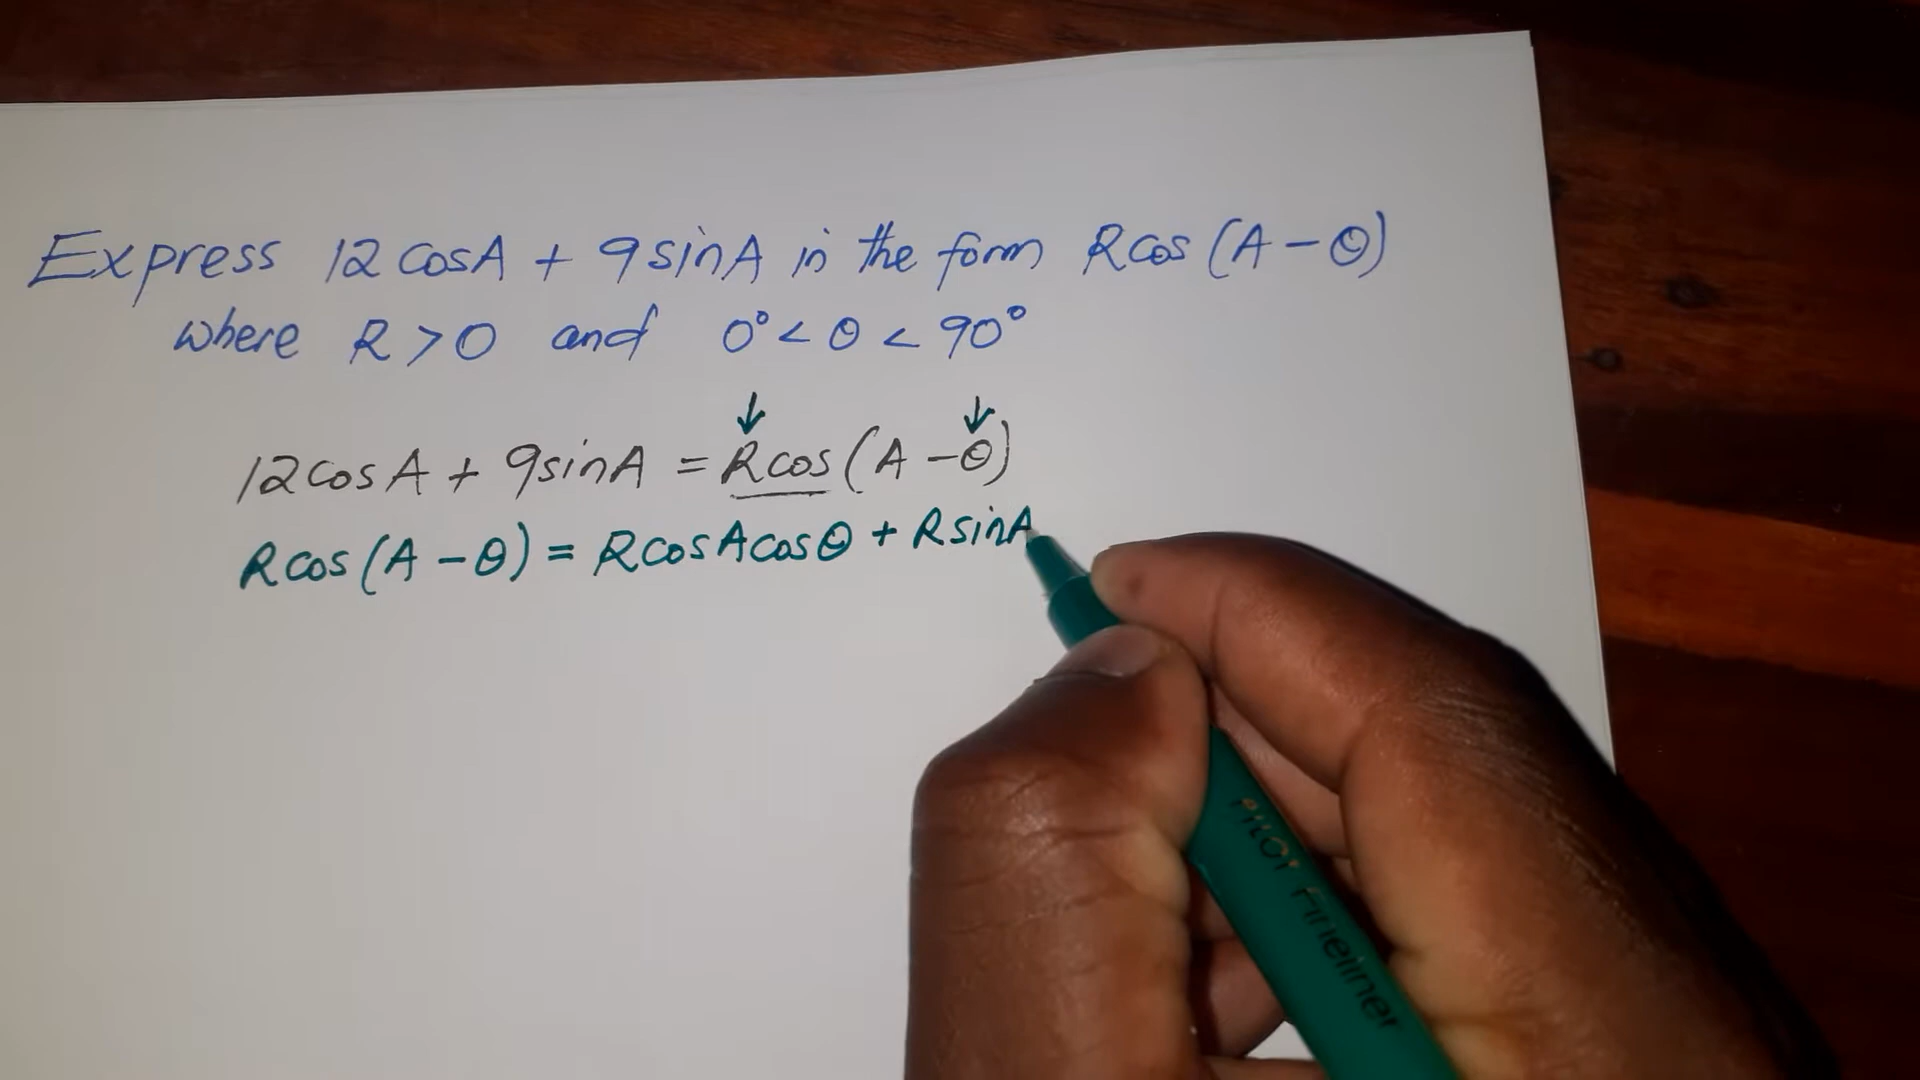 Express 12cosA + 9sinA in the form Rcos(A-θ)
where R>0 and 0°<θ<90°
↓ ↓
12cosA + 9sinA = Rcos(A-θ)
Rcos(A-θ) = RcosAcosθ + RsinA
PILOT Fineliner